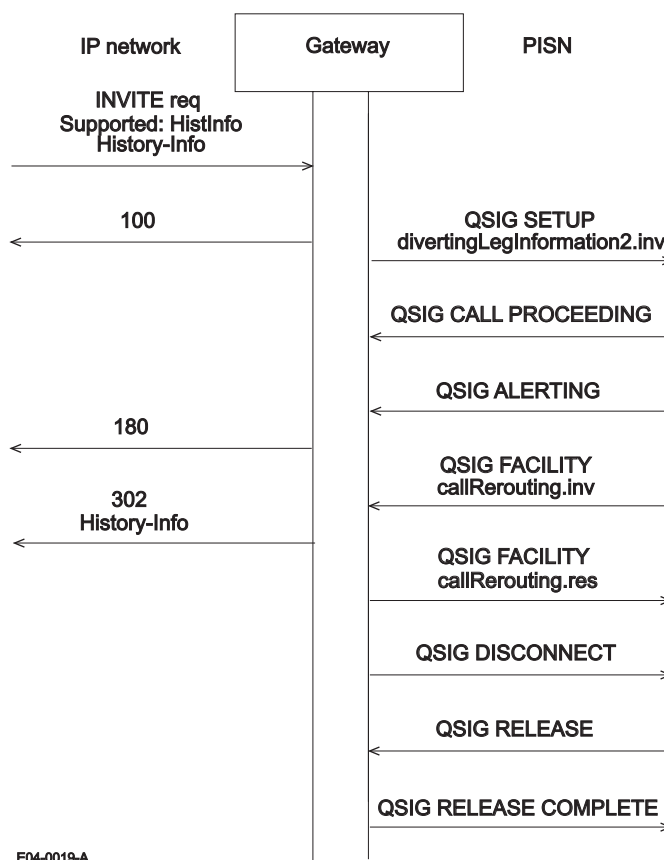 IP network
Gateway
PISN
INVITE req
Supported: HistInfo
History-Info
100
QSIG SETUP
divertingLegInformation2.inv
QSIG CALL PROCEEDING
QSIG ALERTING
180
QSIG FACILITY
callRerouting.inv
302
History-Info
QSIG FACILITY
callRerouting.res
QSIG DISCONNECT
QSIG RELEASE
QSIG RELEASE COMPLETE
E04-0019-A